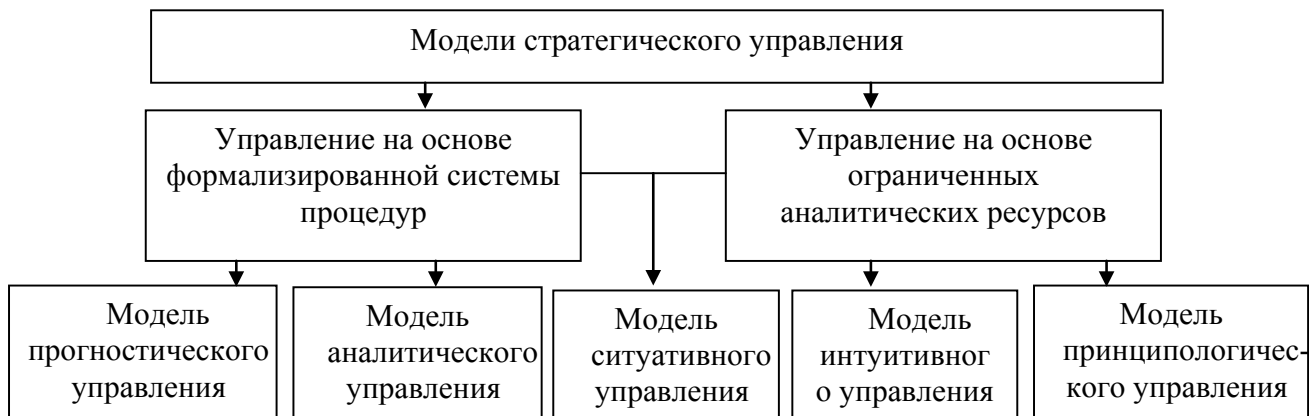 Модели стратегического управления
Управление на основе
формализированной системы
процедур
Управление на основе
ограниченных
аналитических ресурсов
Модель
прогностического
управления
Модель
аналитического
управления
Модель
ситуативного
управления
Модель
интуитивног
о управления
Модель
принципологичес-
кого управления